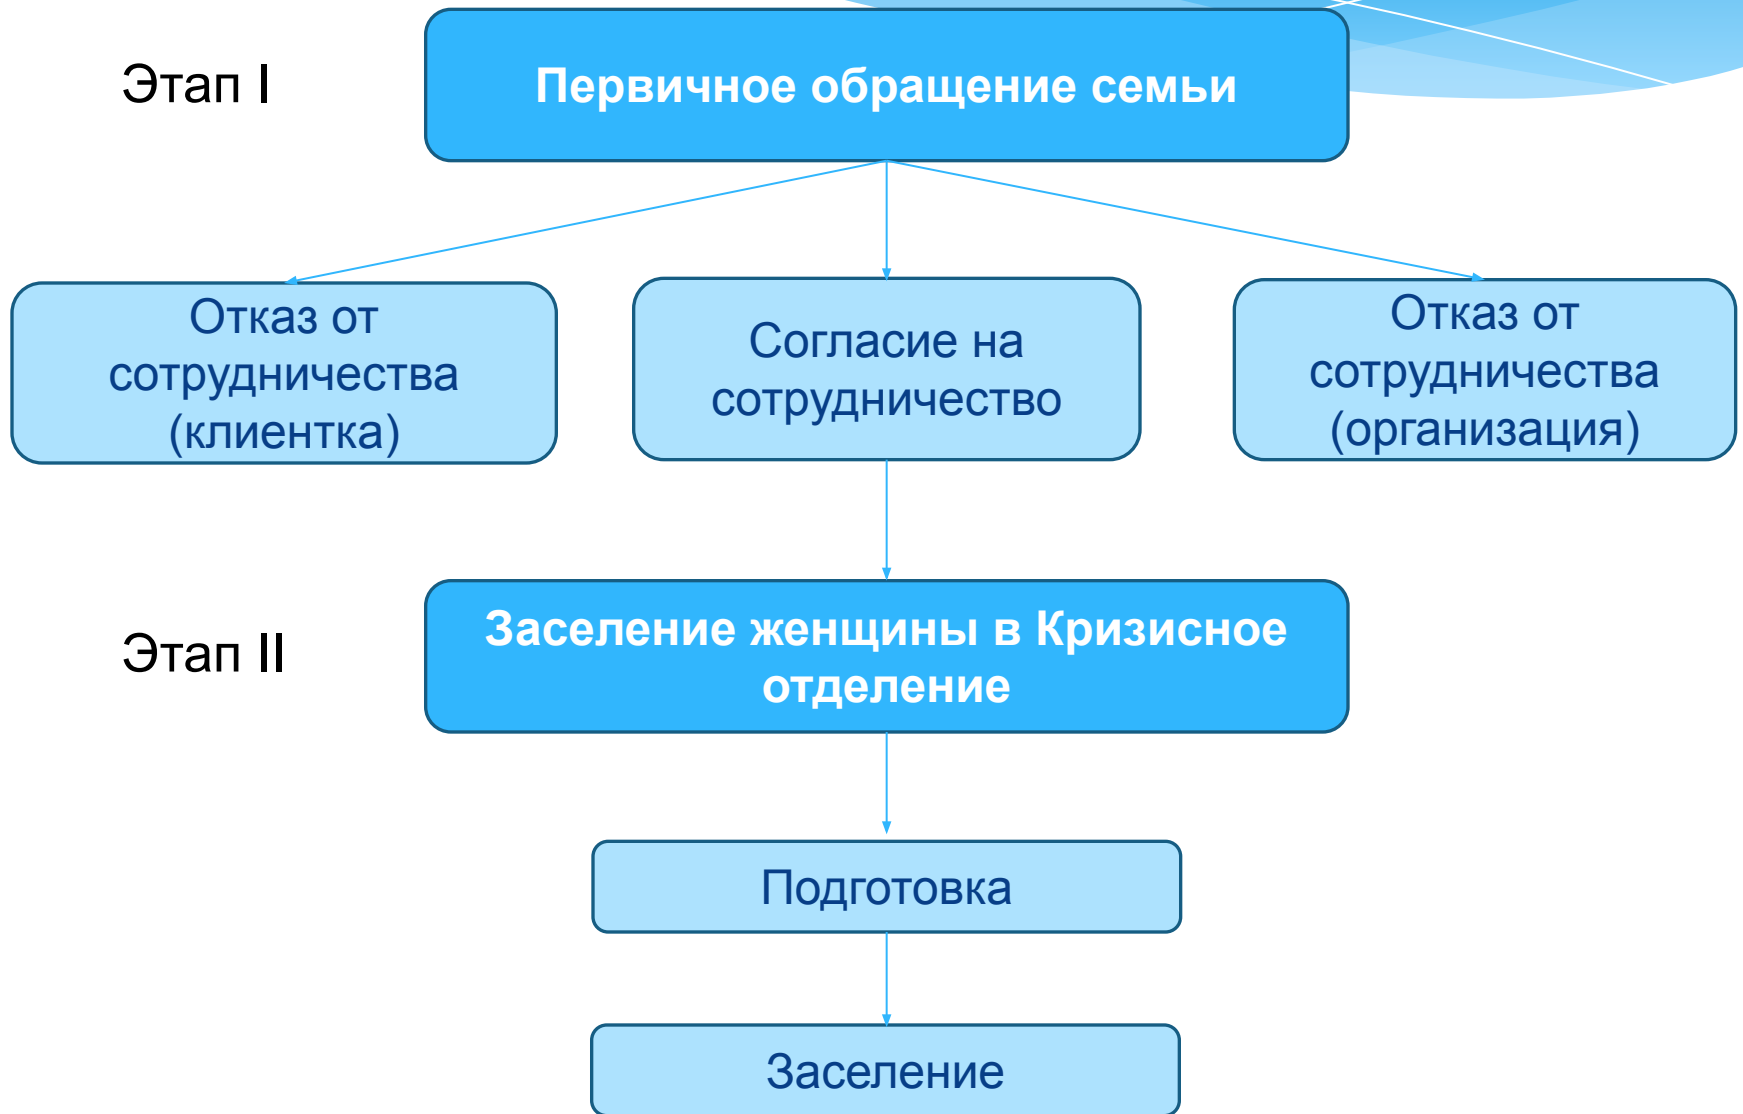 Этап I
Первичное обращение семьи
Отказ от
сотрудничества
(клиентка)
Согласие на
сотрудничество
Отказ от
сотрудничества
(организация)
Этап II
Заселение женщины в Кризисное
отделение
Подготовка
Заселение